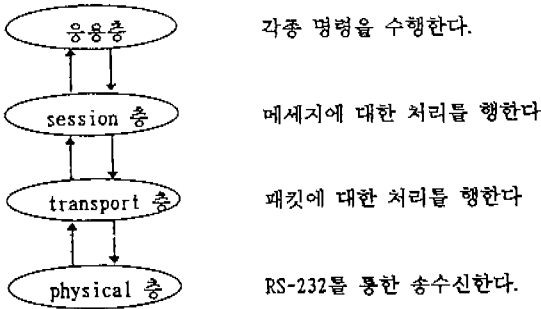 응용층 각종 명령을 수행한다.
session 층 메세지에 대한 처리를 행한다
transport 층 패킷에 대한 처리를 행한다
physical 층 RS-232를 통한 송수신한다.